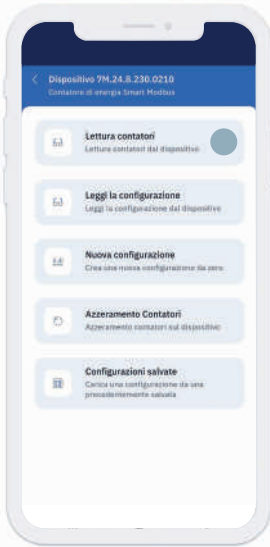 Dispositivo 7M.24.8.230.0210
Contatore di energia Smart Modbus
Lettura contatori
Lettura contatori dal dispositivo
Leggi la configurazione
Leggi la configurazione dal dispositivo
Nuova configurazione
Crea una nuova configurazione da zero
Azzeramento Contatori
Azzeramento contatori sul dispositivo
Configurazioni salvate
Carica una configurazione da una
precedentemente salvata